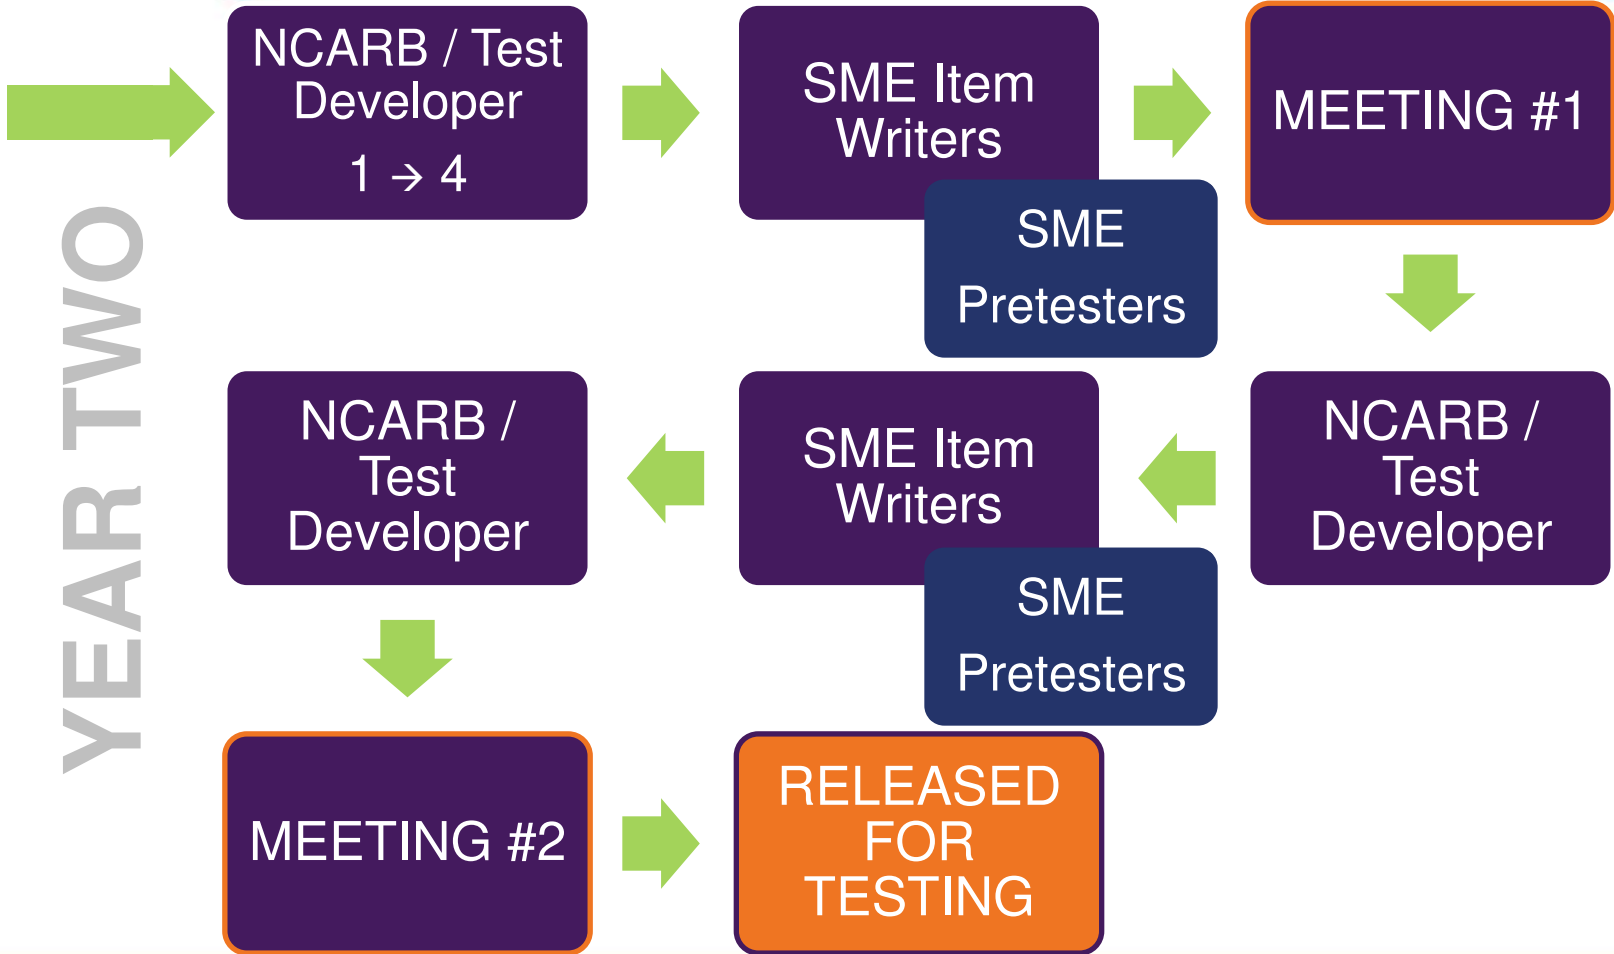 YEAR TWO
NCARB / Test
Developer
1 → 4
SME Item
Writers
SME
Pretesters
MEETING #1
NCARB /
Test
Developer
SME Item
Writers
SME
Pretesters
NCARB /
Test
Developer
MEETING #2
RELEASED
FOR
TESTING